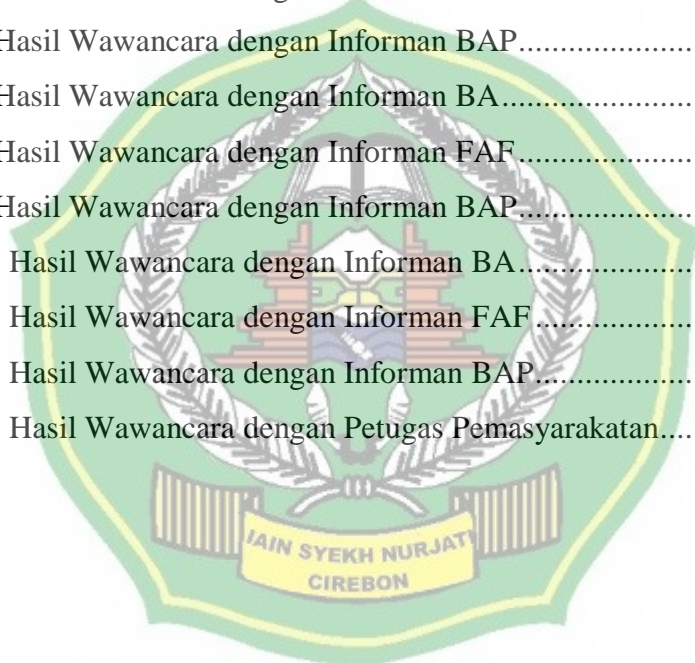 Hasil Wawancara dengan Informan BAP........................
Hasil Wawancara dengan Informan BA..........................
Hasil Wawancara dengan Informan FAF........................
Hasil Wawancara dengan Informan BAP........................
Hasil Wawancara dengan Informan BA.......................
Hasil Wawancara dengan Informan FAF.....................
Hasil Wawancara dengan Informan BAP.....................
Hasil Wawancara dengan Petugas Pemasyarakatan....
IAIN SYEKH NURJATI
CIREBON